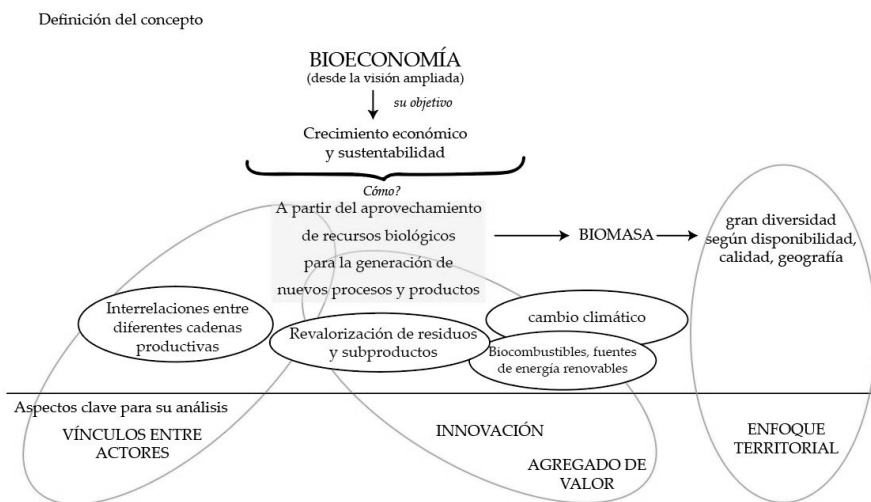 Definición del concepto
BIOECONOMÍA
(desde la visión ampliada)
su objetivo
Crecimiento económico
y sustentabilidad
Cómo?
A partir del aprovechamiento
de recursos biológicos
para la generación de
nuevos procesos y productos
BIOMASA
gran diversidad
según disponibilidad,
calidad, geografía
Interrelaciones entre
diferentes cadenas
productivas
Revalorización de residuos
y subproductos
cambio climático
Biocombustibles, fuentes
de energía renovables
Aspectos clave para su análisis
VÍNCULOS ENTRE
ACTORES
INNOVACIÓN
AGREGADO DE
VALOR
ENFOQUE
TERRITORIAL